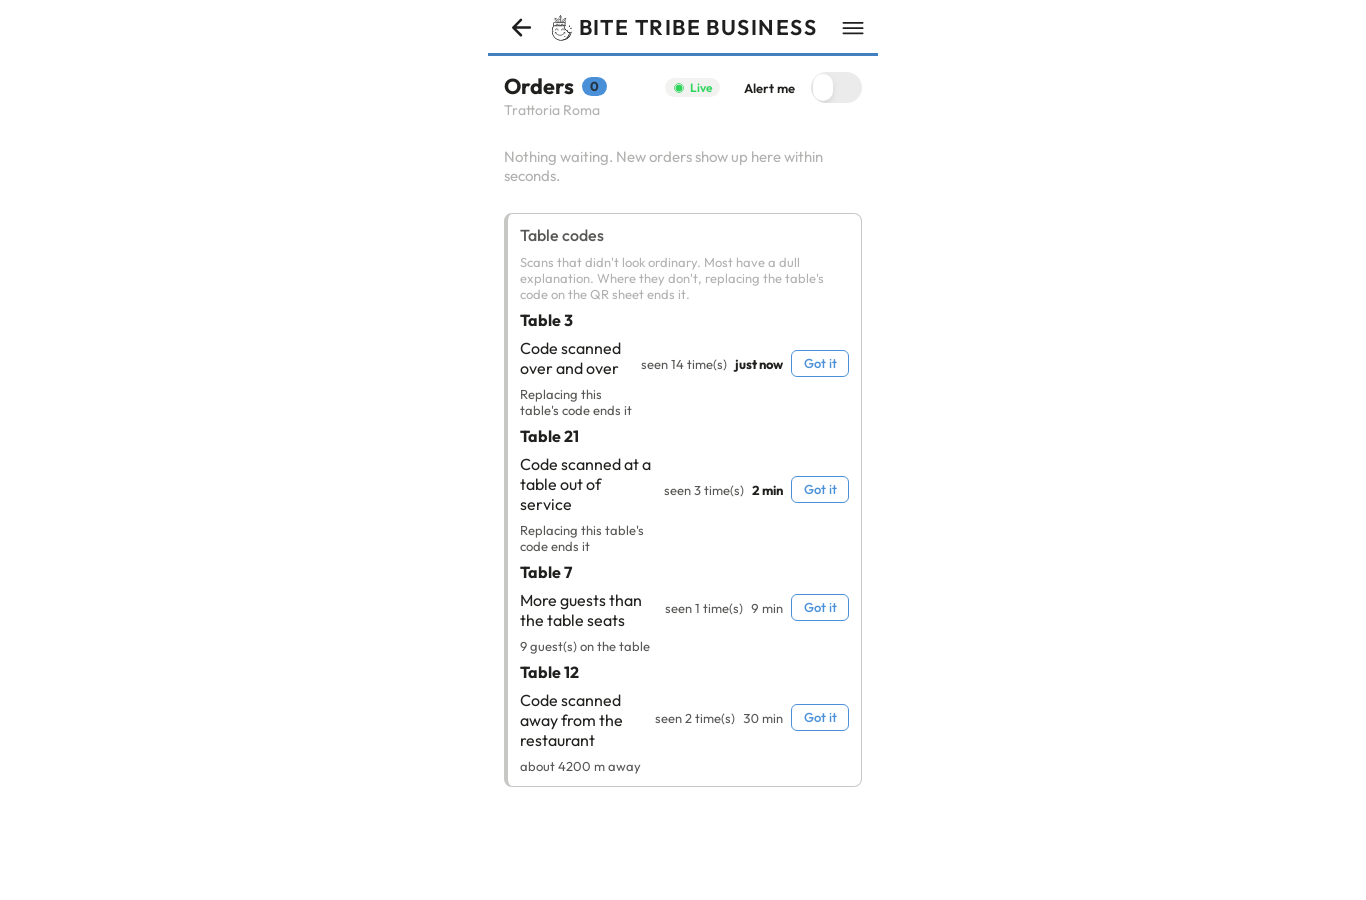 BITE TRIBE BUSINESS
Orders 0 Live Alert me
Trattoria Roma
Nothing waiting. New orders show up here within
seconds.
Table codes
Scans that didn't look ordinary. Most have a dull
explanation. Where they don't, replacing the table's
code on the QR sheet ends it.
Table 3
Code scanned
over and over
seen 14 time(s) just now Got it
Replacing this
table's code ends it
Table 21
Code scanned at a
table out of
service
seen 3 time(s) 2 min Got it
Replacing this table's
code ends it
Table 7
More guests than
the table seats
seen 1 time(s) 9 min Got it
9 guest(s) on the table
Table 12
Code scanned
away from the
restaurant
seen 2 time(s) 30 min Got it
about 4200 m away